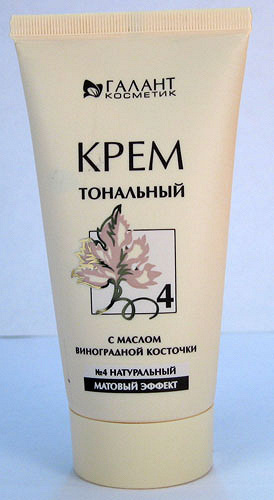 ГАЛАНТ
КОСМЕТИК
КРЕМ
ТОНАЛЬНЫЙ
4
С МАСЛОМ
ВИНОГРАДНОЙ КОСТОЧКИ
№4 НАТУРАЛЬНЫЙ
МАТОВЫЙ ЭФФЕКТ